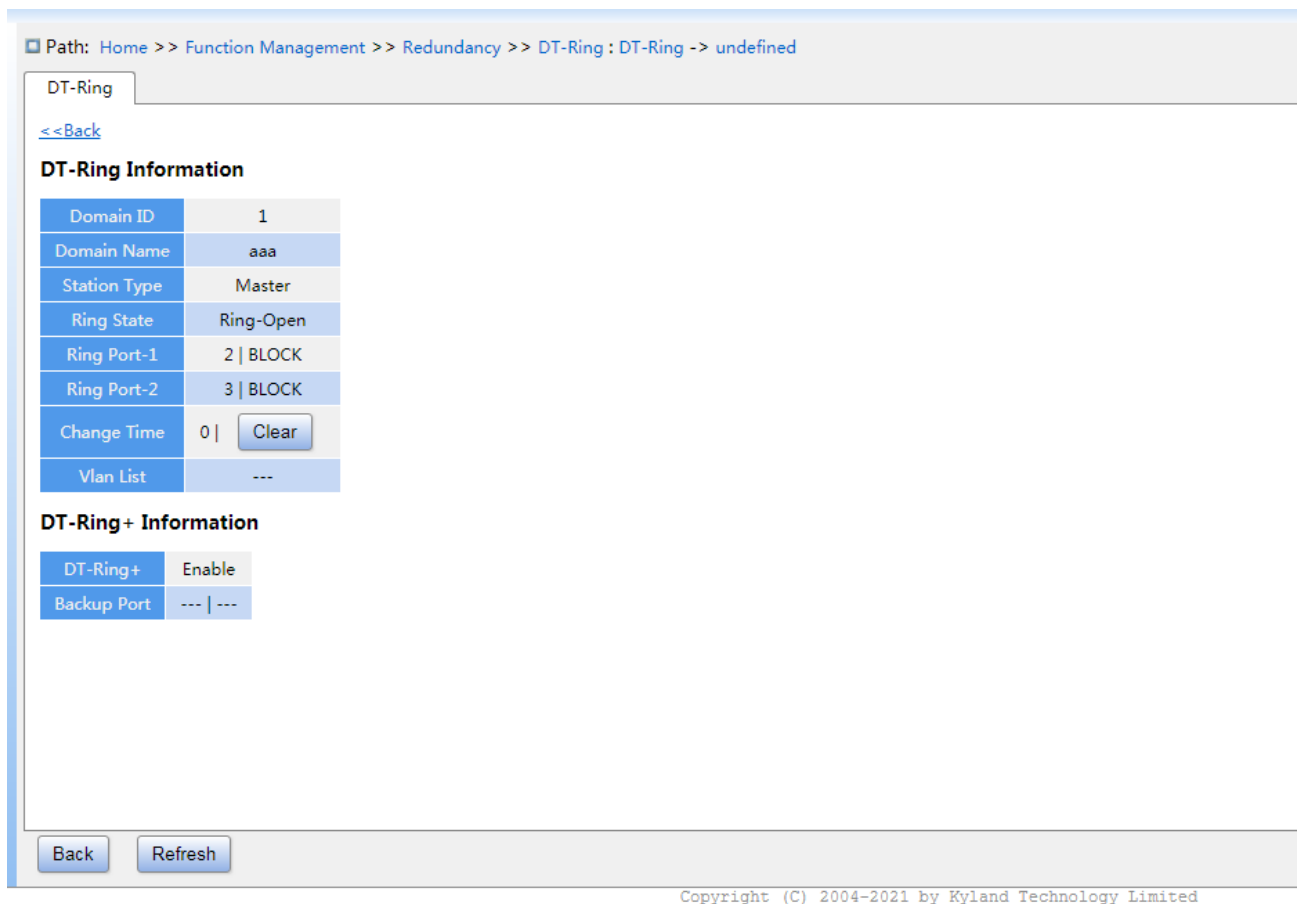 Path: Home >> Function Management >> Redundancy >> DT-Ring : DT-Ring -> undefined
DT-Ring
<<Back
DT-Ring Information
Domain ID 1
Domain Name aaa
Station Type Master
Ring State Ring-Open
Ring Port-1 2 | BLOCK
Ring Port-2 3 | BLOCK
Change Time 0 | Clear
Vlan List ---
DT-Ring+ Information
DT-Ring+ Enable
Backup Port --- | ---
Back Refresh
Copyright (C) 2004-2021 by Kyland Technology Limited